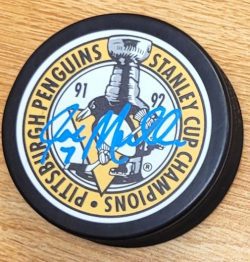 PITTSBURGH PENGUINS
STANLEY CUP CHAMPIONS
91 92
®